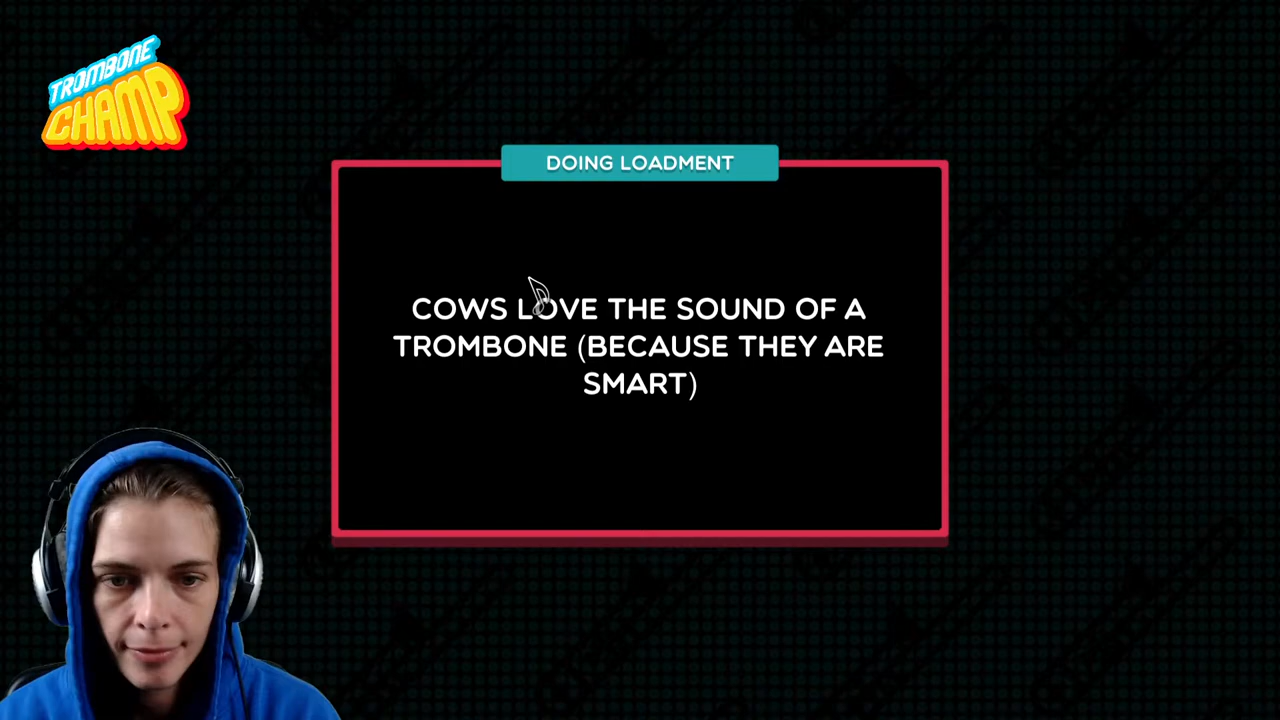 TROMBONE
CHAMP
DOING LOADMENT
COWS LOVE THE SOUND OF A
TROMBONE (BECAUSE THEY ARE
SMART)